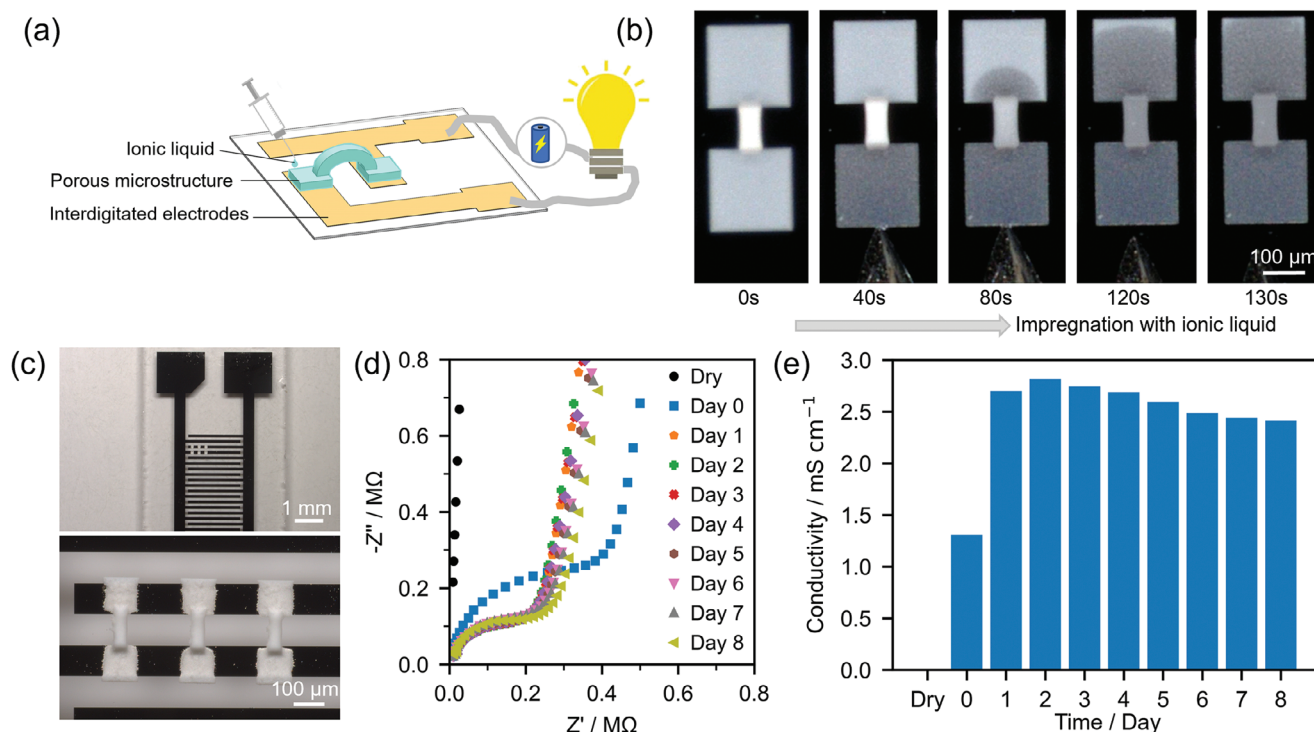 (a)
Ionic liquid
Porous microstructure
Interdigitated electrodes
(b)
100 μm
0s
40s
80s
120s
130s
Impregnation with ionic liquid
(c)
1 mm
100 μm
(d)
-Z'' / MΩ
0.8
0.6
0.4
0.2
0.0
0.0
0.2
0.4
0.6
0.8
Z' / MΩ
Dry
Day 0
Day 1
Day 2
Day 3
Day 4
Day 5
Day 6
Day 7
Day 8
(e)
Conductivity / mS cm⁻¹
3.0
2.5
2.0
1.5
1.0
0.5
0.0
Dry 0 1 2 3 4 5 6 7 8
Time / Day